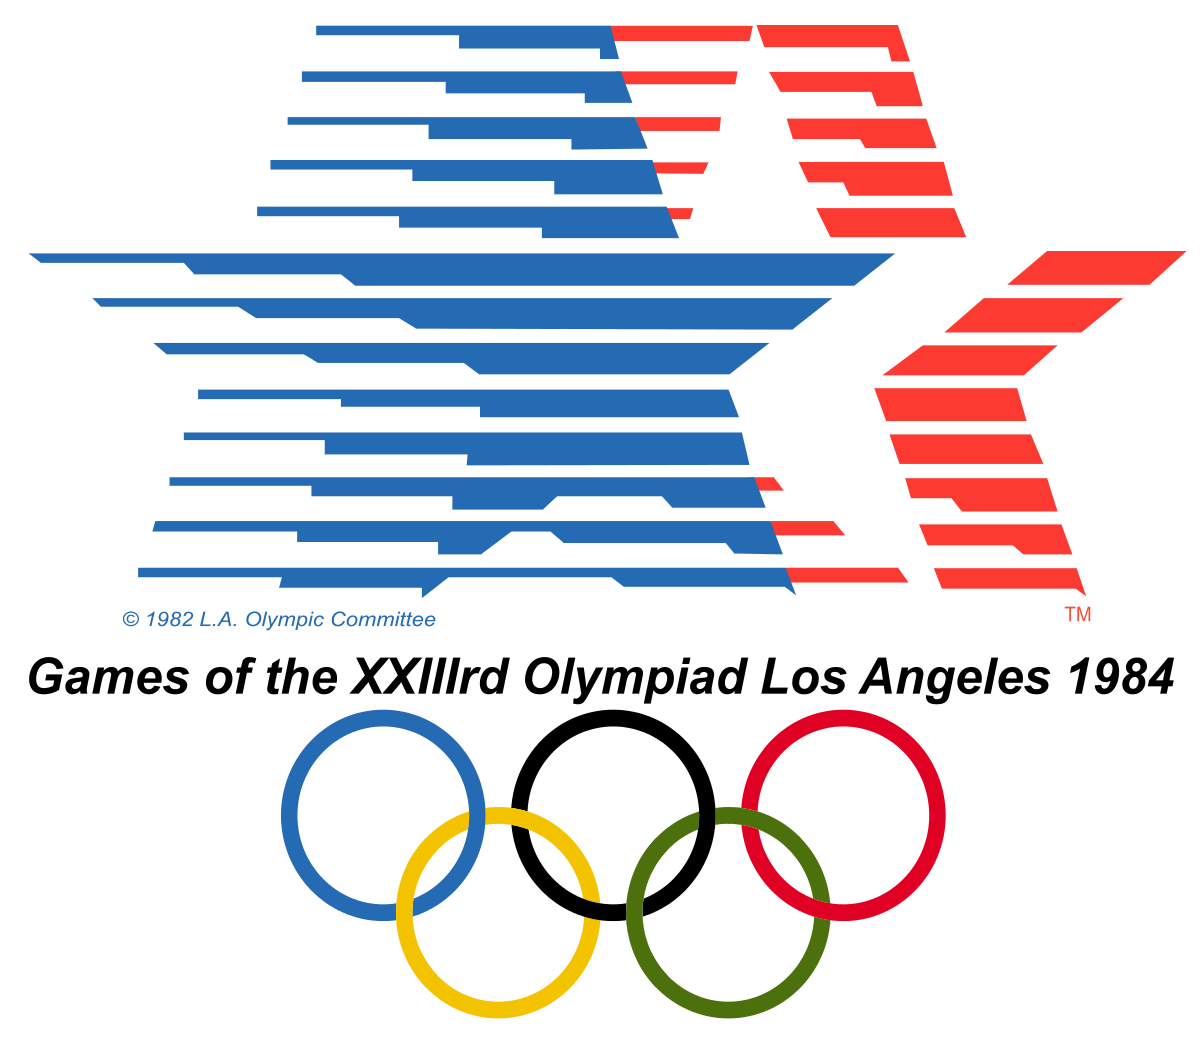 © 1982 L.A. Olympic Committee
TM
Games of the XXIIIrd Olympiad Los Angeles 1984